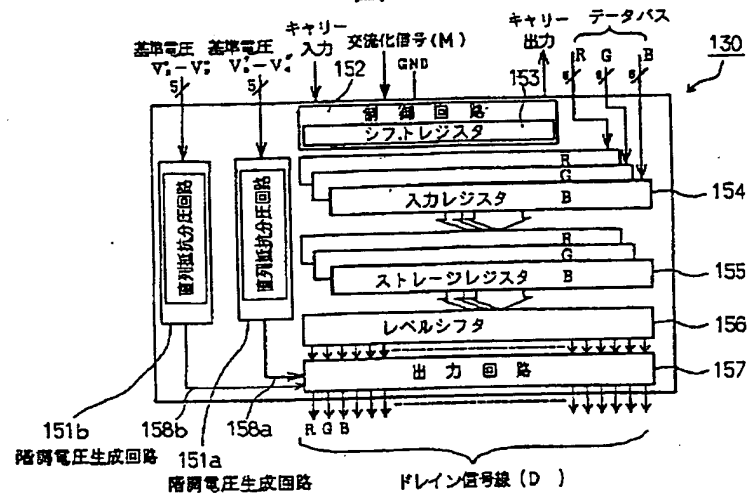 キャリー
入力
交流化信号(M)
GND
キャリー
出力
データバス
R G B
6 6 6
130
基準電圧
基準電圧
5
5
152
153
制御回路
シフトレジスタ
R
G
入力レジスタ B
154
R
G
ストレージレジスタ B
155
レベルシフタ
156
出力回路
157
直列抵抗分圧回路
直列抵抗分圧回路
151b
階調電圧生成回路
158b
151a
階調電圧生成回路
158a
R G B
ドレイン信号線(D )